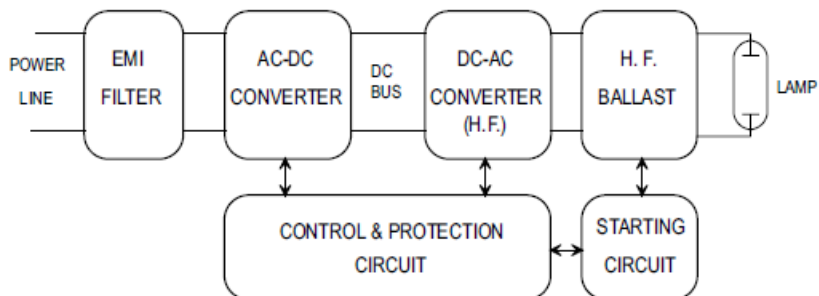 POWER
LINE
EMI
FILTER
AC-DC
CONVERTER
DC
BUS
DC-AC
CONVERTER
(H.F.)
H. F.
BALLAST
LAMP
CONTROL & PROTECTION
CIRCUIT
STARTING
CIRCUIT